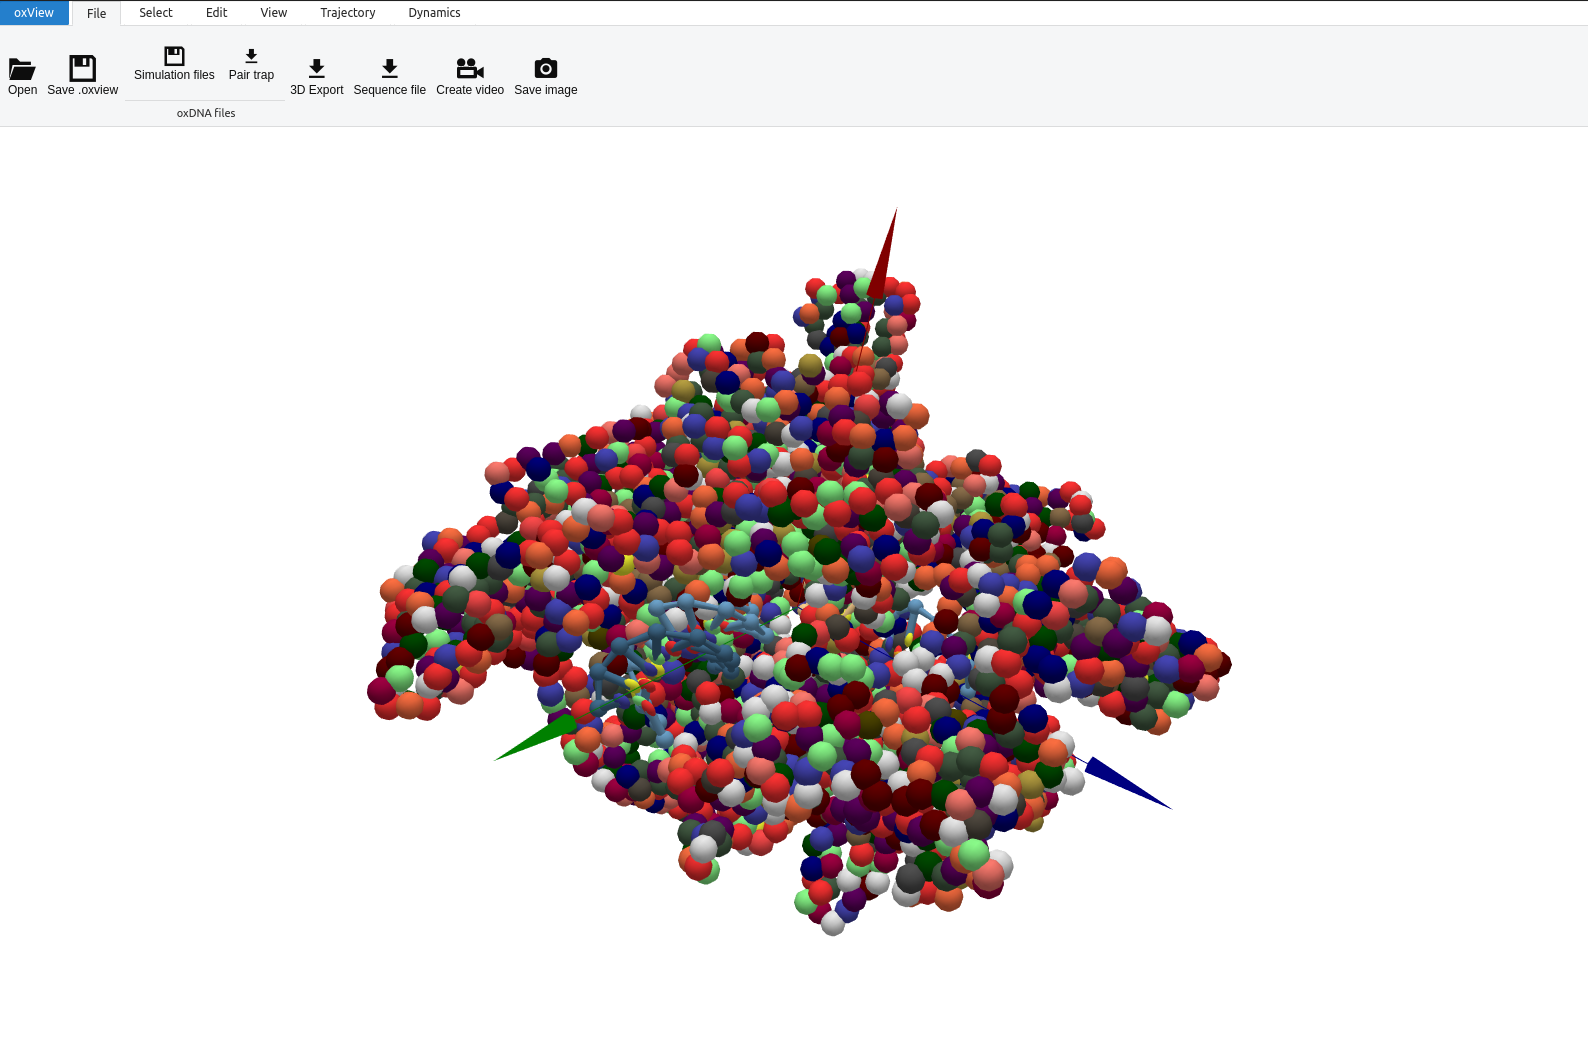 oxView File Select Edit View Trajectory Dynamics
Simulation files Pair trap
Open Save .oxview 3D Export Sequence file Create video Save image
oxDNA files